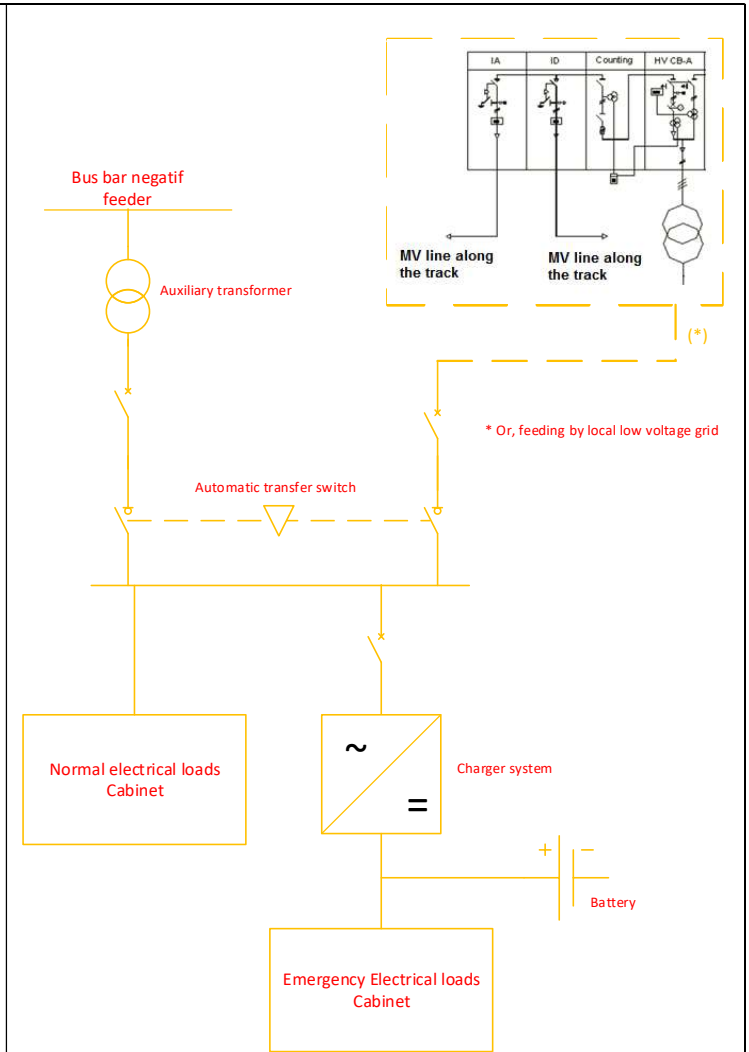 IA
ID
Counting
HV CB-A
MV line along
the track
MV line along
the track
(*)
Bus bar negatif
feeder
Auxiliary transformer
* Or, feeding by local low voltage grid
Automatic transfer switch
Normal electrical loads
Cabinet
~
=
Charger system
+ −
Battery
Emergency Electrical loads
Cabinet